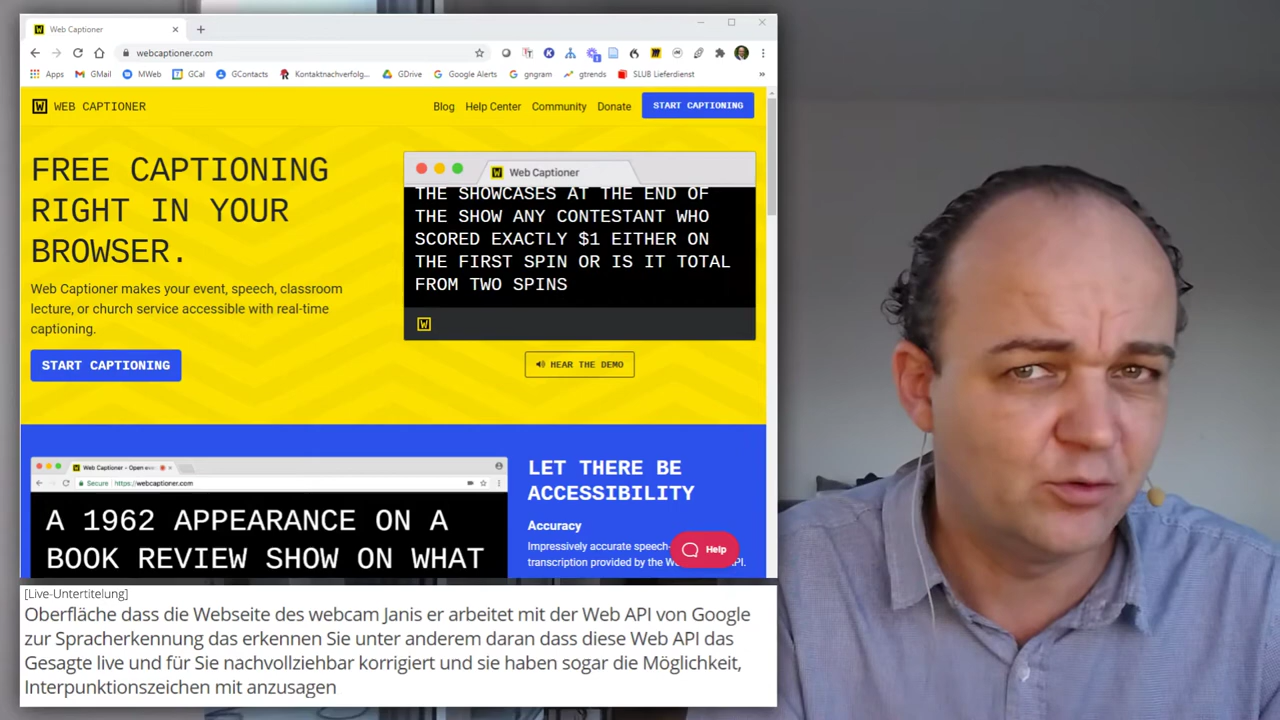 Web Captioner
webcaptioner.com
Apps GMail MWeb GCal GContacts Kontaktnachverfolg... GDrive Google Alerts gngram gtrends SLUB Lieferdienst
WEB CAPTIONER
Blog Help Center Community Donate START CAPTIONING
FREE CAPTIONING
RIGHT IN YOUR
BROWSER.
Web Captioner makes your event, speech, classroom
lecture, or church service accessible with real-time
captioning.
START CAPTIONING
Web Captioner
THE SHOWCASES AT THE END OF
THE SHOW ANY CONTESTANT WHO
SCORED EXACTLY $1 EITHER ON
THE FIRST SPIN OR IS IT TOTAL
FROM TWO SPINS
HEAR THE DEMO
Web Captioner - Open
Secure https://webcaptioner.com
A 1962 APPEARANCE ON A
BOOK REVIEW SHOW ON WHAT
LET THERE BE
ACCESSIBILITY
Accuracy
Impressively accurate speech-
transcription provided by the
Help
[Live-Untertitelung]
Oberfläche dass die Webseite des webcam Janis er arbeitet mit der Web API von Google
zur Spracherkennung das erkennen Sie unter anderem daran dass diese Web API das
Gesagte live und für Sie nachvollziehbar korrigiert und sie haben sogar die Möglichkeit,
Interpunktionszeichen mit anzusagen